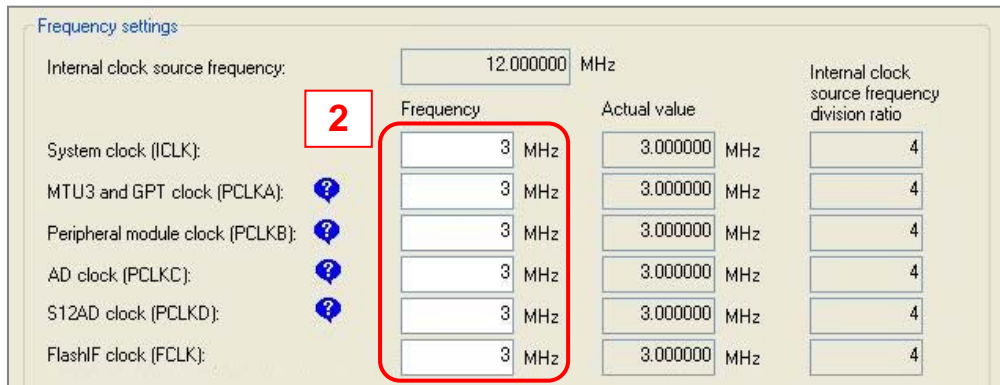 Frequency settings
Internal clock source frequency: 12.000000 MHz
Internal clock
source frequency
division ratio
2 Frequency Actual value
System clock (ICLK): 3 MHz 3.000000 MHz 4
MTU3 and GPT clock (PCLKA): ? 3 MHz 3.000000 MHz 4
Peripheral module clock (PCLKB): ? 3 MHz 3.000000 MHz 4
AD clock (PCLKC): ? 3 MHz 3.000000 MHz 4
S12AD clock (PCLKD): ? 3 MHz 3.000000 MHz 4
FlashIF clock (FCLK): 3 MHz 3.000000 MHz 4